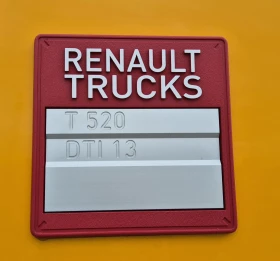 RENAULT
TRUCKS
T 520
DTI 13